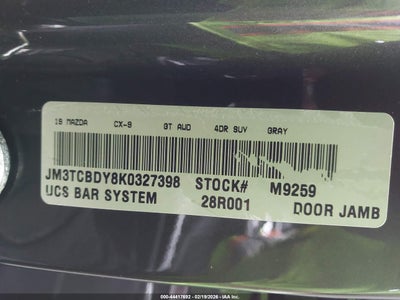 19 MAZDA CX-9 GT AWD 4DR SUV GRAY
JM3TCBDY8K0327398 STOCK# M9259
UCS BAR SYSTEM 28R001 DOOR JAMB
(000-44417692 - 02/19/2026 - IAA Inc.)